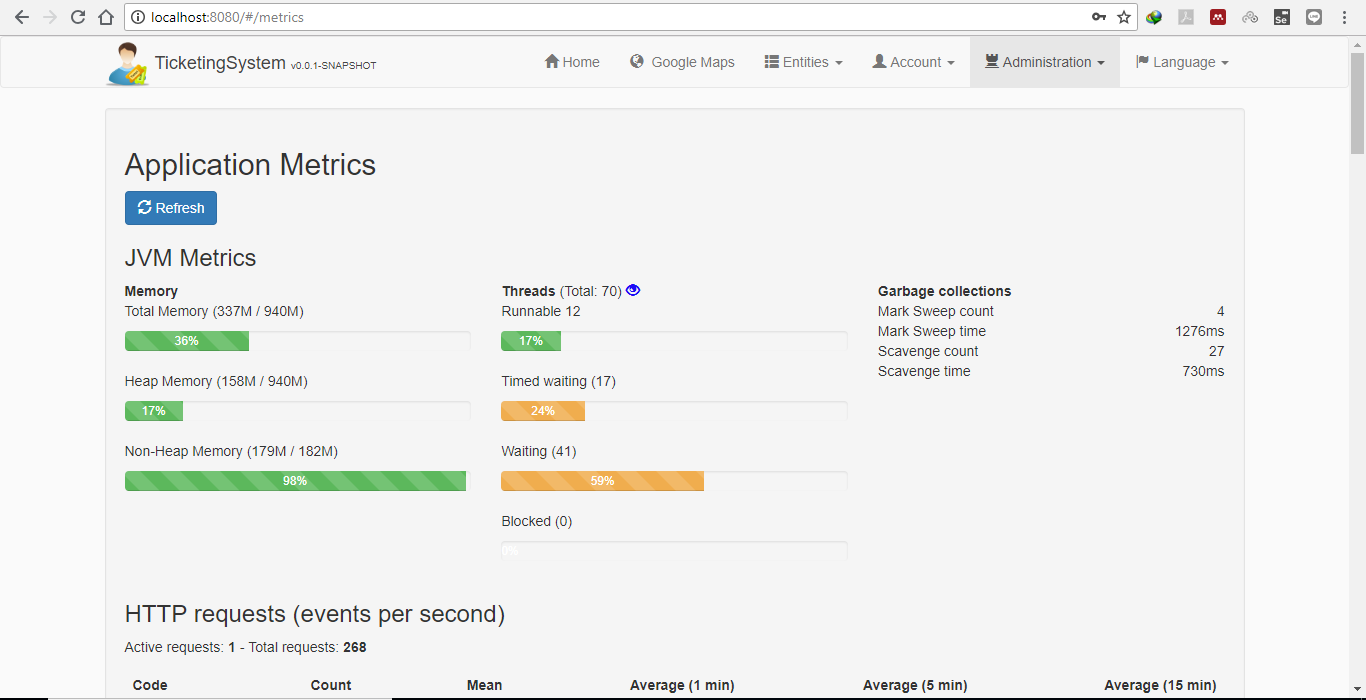 localhost:8080/#/metrics
Se
LINE
TicketingSystem v0.0.1-SNAPSHOT
Home Google Maps Entities Account Administration Language
Application Metrics
Refresh
JVM Metrics
Memory
Total Memory (337M / 940M)
36%
Heap Memory (158M / 940M)
17%
Non-Heap Memory (179M / 182M)
98%
Threads (Total: 70)
Runnable 12
17%
Timed waiting (17)
24%
Waiting (41)
59%
Blocked (0)
0%
Garbage collections
Mark Sweep count 4
Mark Sweep time 1276ms
Scavenge count 27
Scavenge time 730ms
HTTP requests (events per second)
Active requests: 1 - Total requests: 268
Code Count Mean Average (1 min) Average (5 min) Average (15 min)